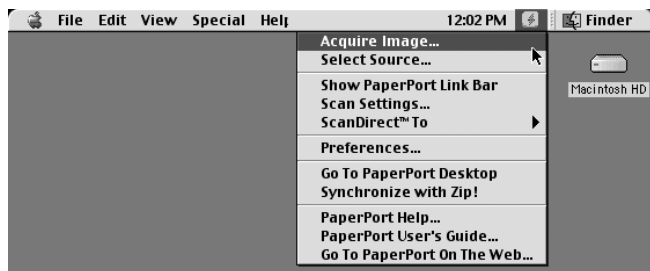 File Edit View Special Help 12:02 PM Finder
Acquire Image...
Select Source...
Macintosh HD
Show PaperPort Link Bar
Scan Settings...
ScanDirect™ To
Preferences...
Go To PaperPort Desktop
Synchronize with Zip!
PaperPort Help...
PaperPort User's Guide...
Go To PaperPort On The Web...